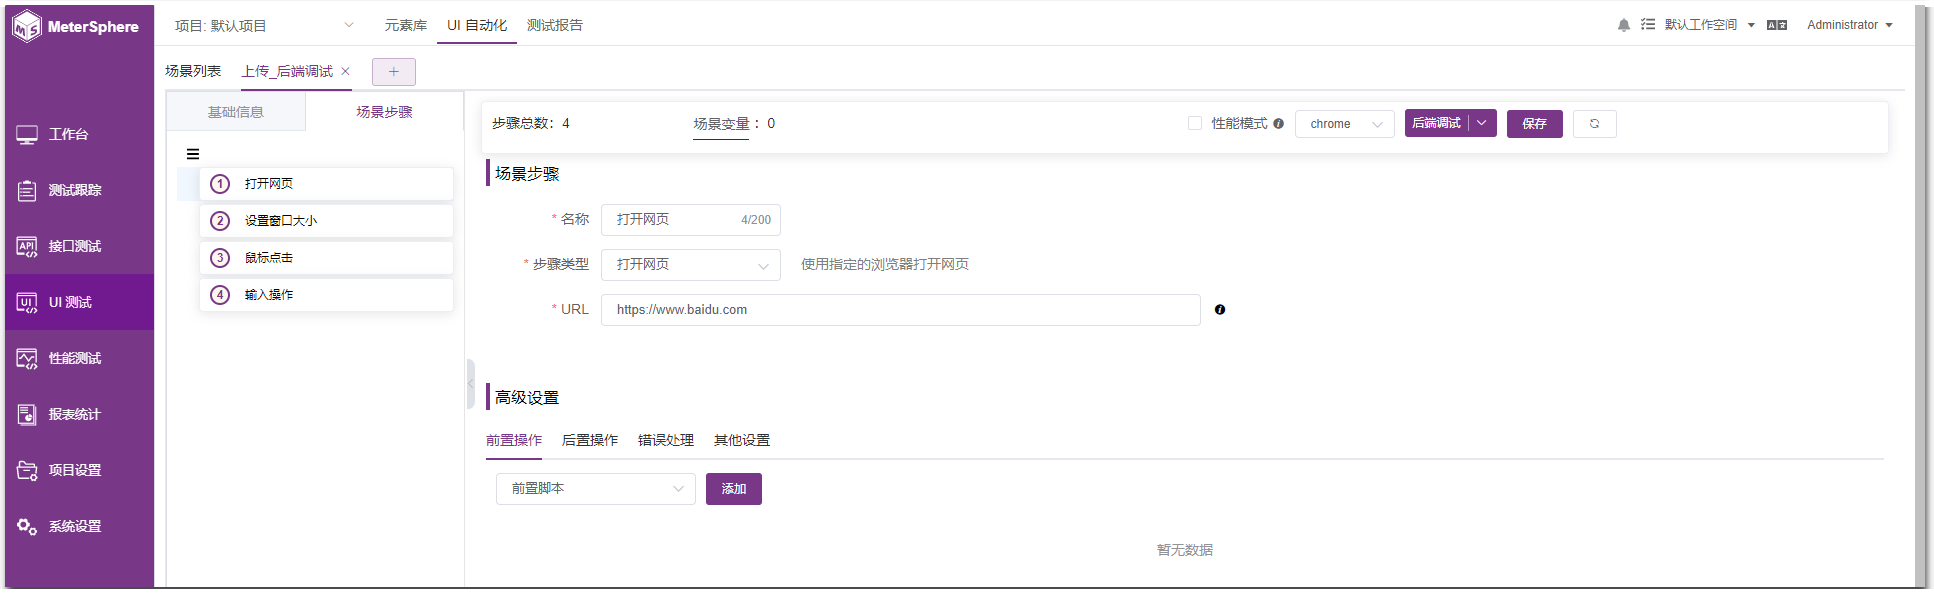 MeterSphere
项目: 默认项目
元素库
UI 自动化
测试报告
默认工作空间
Administrator
场景列表
上传_后端调试
工作台
测试跟踪
接口测试
UI 测试
性能测试
报表统计
项目设置
系统设置
基础信息
场景步骤
1 打开网页
2 设置窗口大小
3 鼠标点击
4 输入操作
步骤总数：4
场景变量 ：0
性能模式
chrome
后端调试
保存
场景步骤
* 名称 打开网页 4/200
* 步骤类型 打开网页 使用指定的浏览器打开网页
* URL https://www.baidu.com
高级设置
前置操作 后置操作 错误处理 其他设置
前置脚本 添加
暂无数据